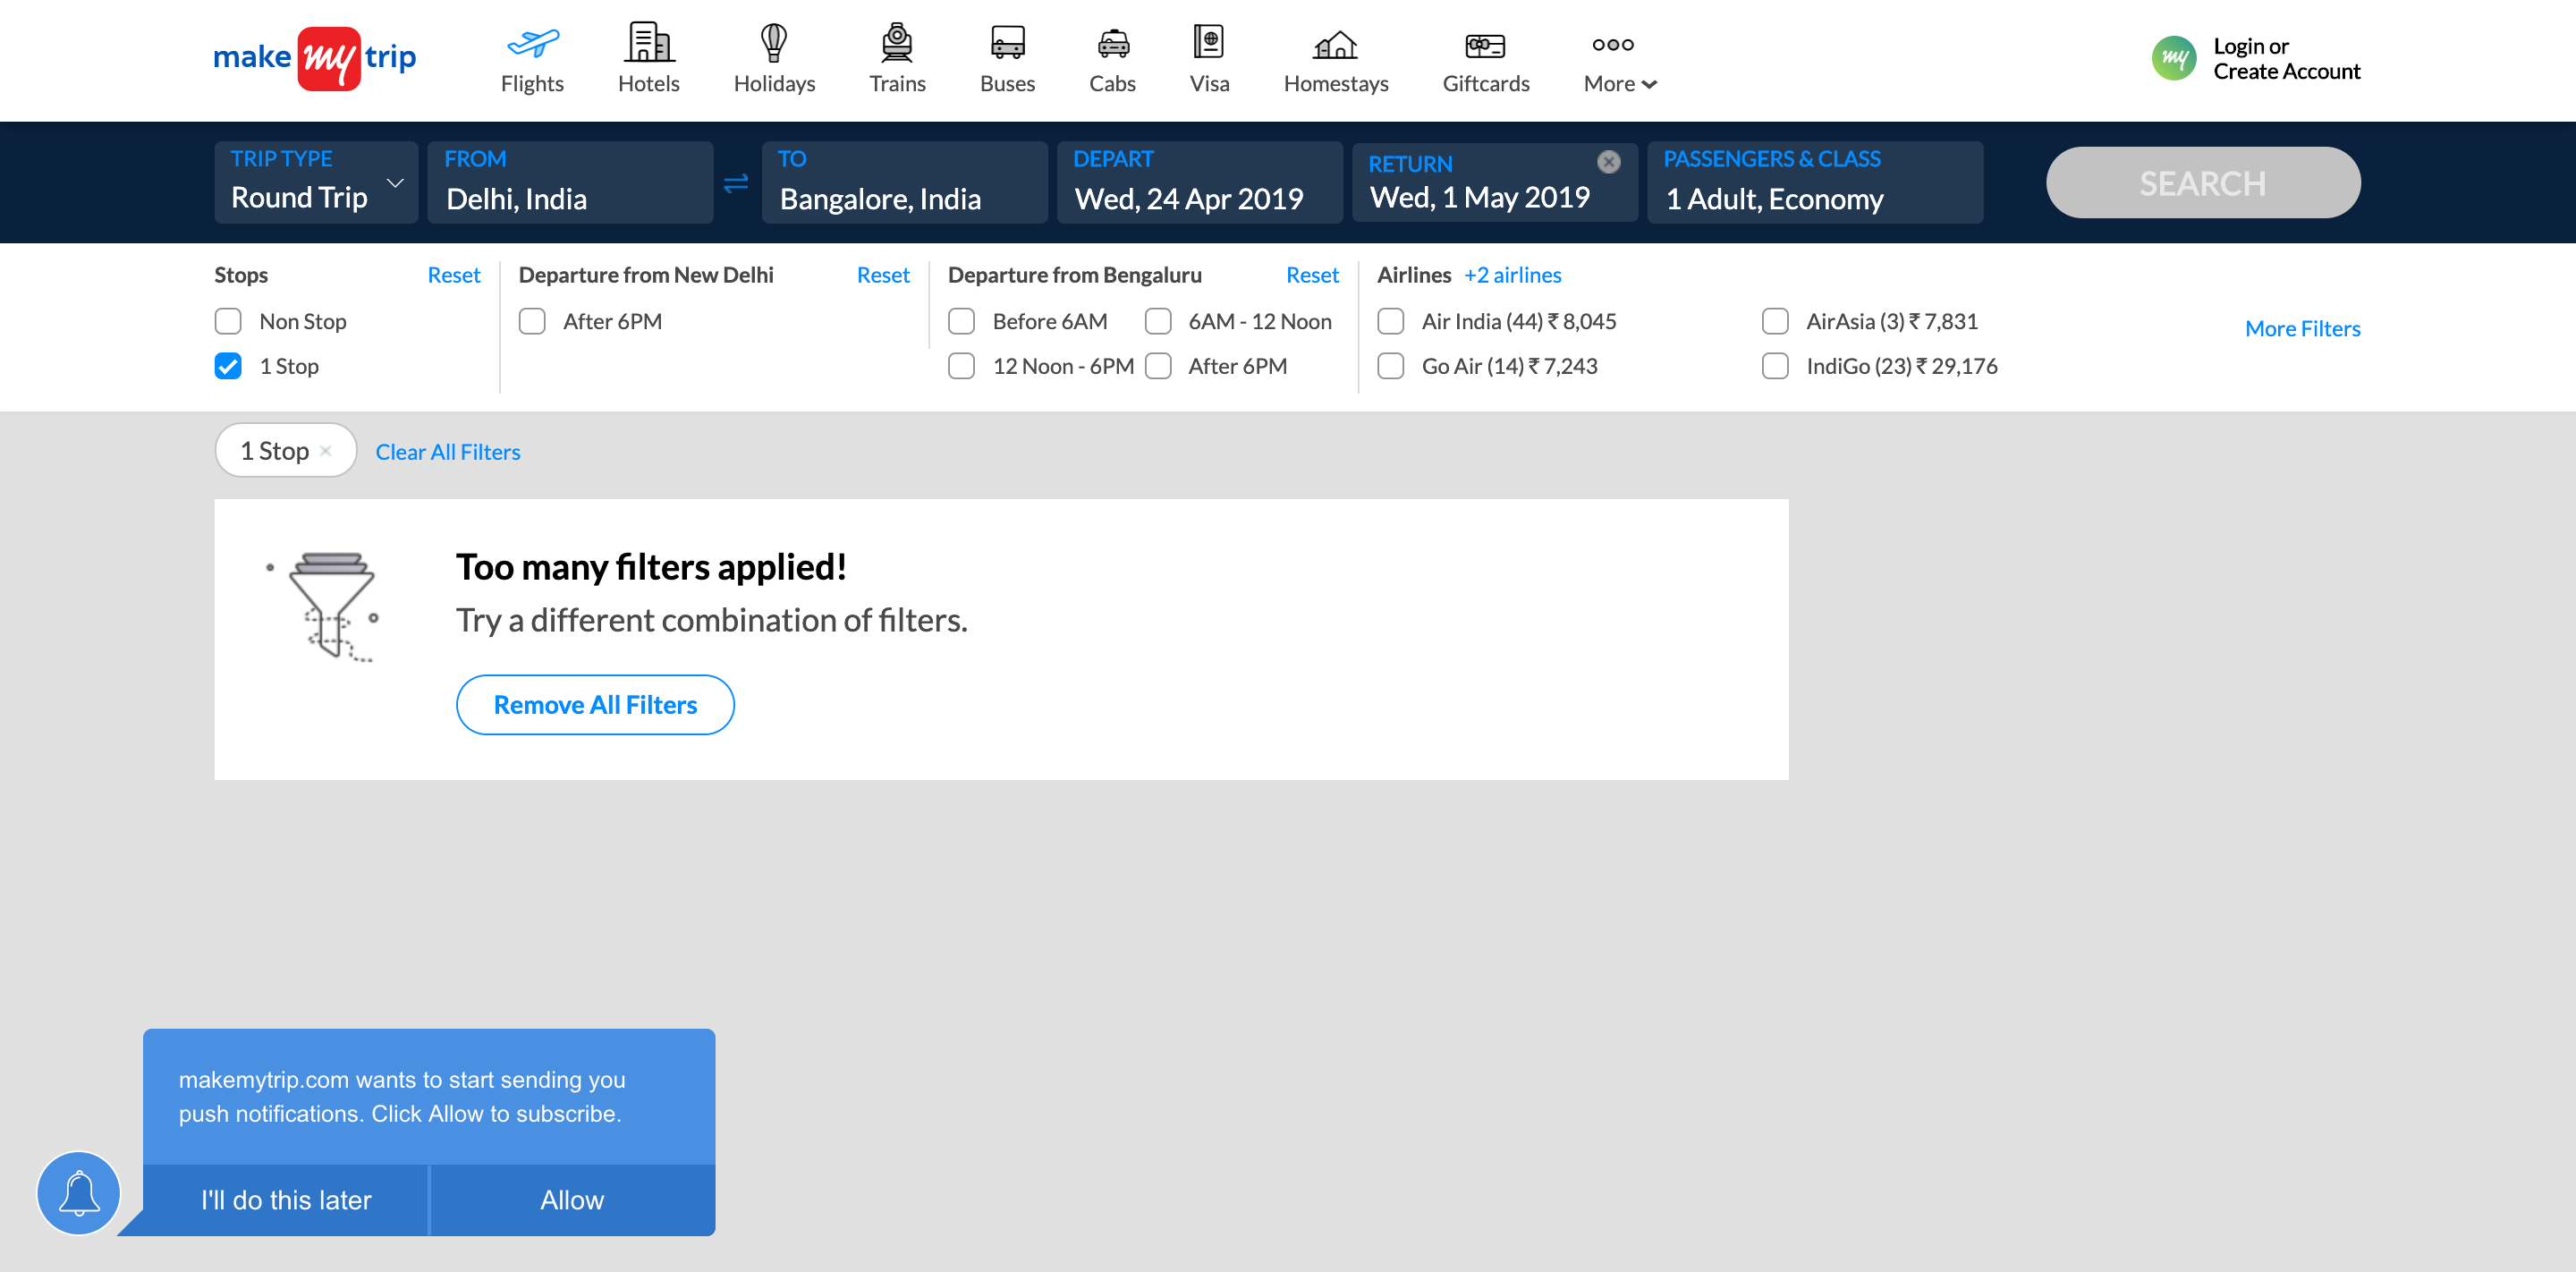 make my trip
Flights
Hotels
Holidays
Trains
Buses
Cabs
Visa
Homestays
Giftcards
More
my
Login or
Create Account
TRIP TYPE
Round Trip
FROM
Delhi, India
TO
Bangalore, India
DEPART
Wed, 24 Apr 2019
RETURN
Wed, 1 May 2019
PASSENGERS & CLASS
1 Adult, Economy
SEARCH
Stops Reset
Non Stop
1 Stop
Departure from New Delhi Reset
After 6PM
Departure from Bengaluru Reset
Before 6AM 6AM - 12 Noon
12 Noon - 6PM After 6PM
Airlines +2 airlines
Air India (44) ₹ 8,045 AirAsia (3) ₹ 7,831
Go Air (14) ₹ 7,243 IndiGo (23) ₹ 29,176
More Filters
1 Stop ×
Clear All Filters
Too many filters applied!
Try a different combination of filters.
Remove All Filters
makemytrip.com wants to start sending you
push notifications. Click Allow to subscribe.
I'll do this later
Allow